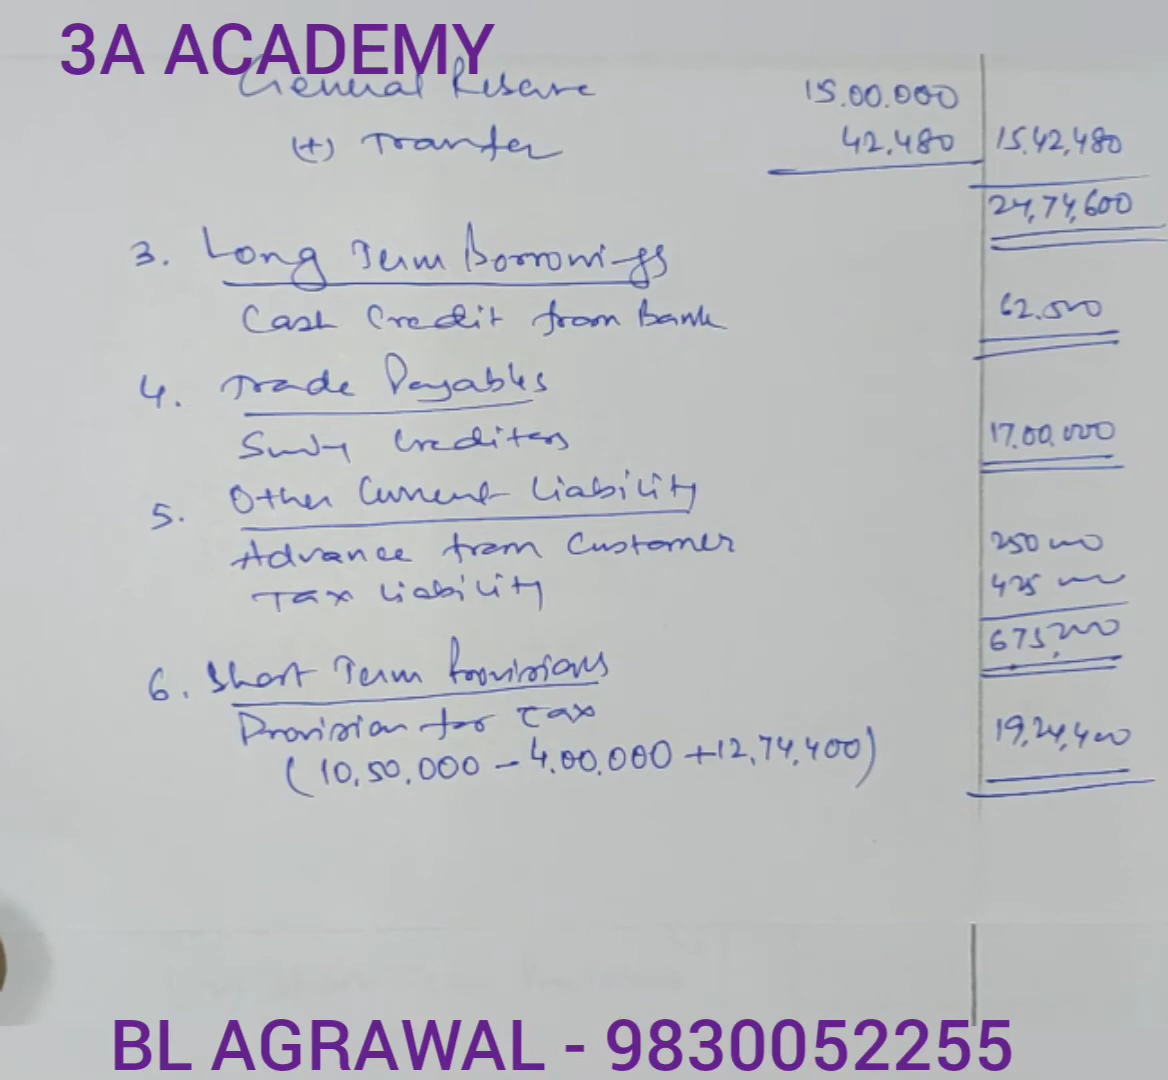 3A ACADEMY
General Reserve 15,00,000
(+) Tranfer 42,480 15,42,480
24,74,600
3. Long Term Borrowings
Cash Credit from Bank 62,500
4. Trade Payables
Sundry Creditors 17,00,000
5. Other Current Liability
Advance from Customer 250000
Tax Liability 425000
675,000
6. Short Term Provisions
Provision for Tax 19,24,400
(10,50,000 - 4,00,000 + 12,74,400)
BL AGRAWAL - 9830052255